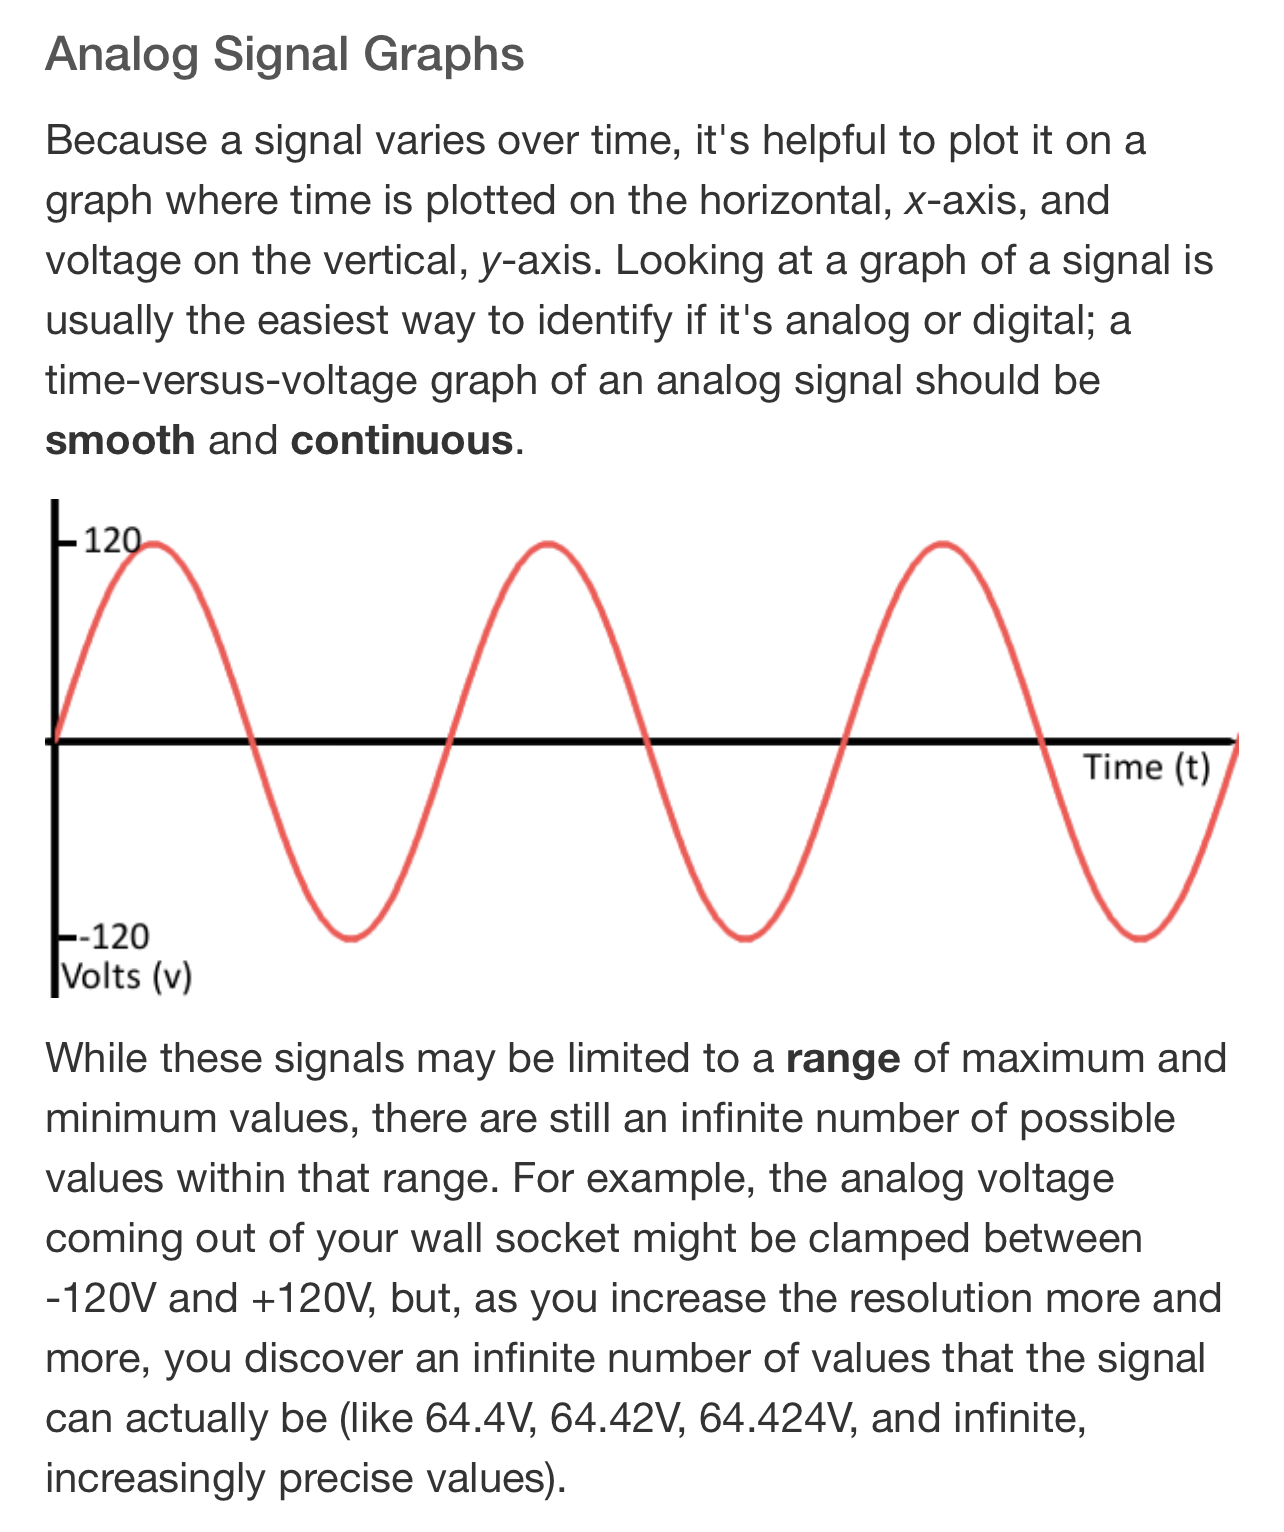 Analog Signal Graphs
Because a signal varies over time, it's helpful to plot it on a
graph where time is plotted on the horizontal, x-axis, and
voltage on the vertical, y-axis. Looking at a graph of a signal is
usually the easiest way to identify if it's analog or digital; a
time-versus-voltage graph of an analog signal should be
smooth and continuous.
120
Time (t)
-120
Volts (v)
While these signals may be limited to a range of maximum and
minimum values, there are still an infinite number of possible
values within that range. For example, the analog voltage
coming out of your wall socket might be clamped between
-120V and +120V, but, as you increase the resolution more and
more, you discover an infinite number of values that the signal
can actually be (like 64.4V, 64.42V, 64.424V, and infinite,
increasingly precise values).